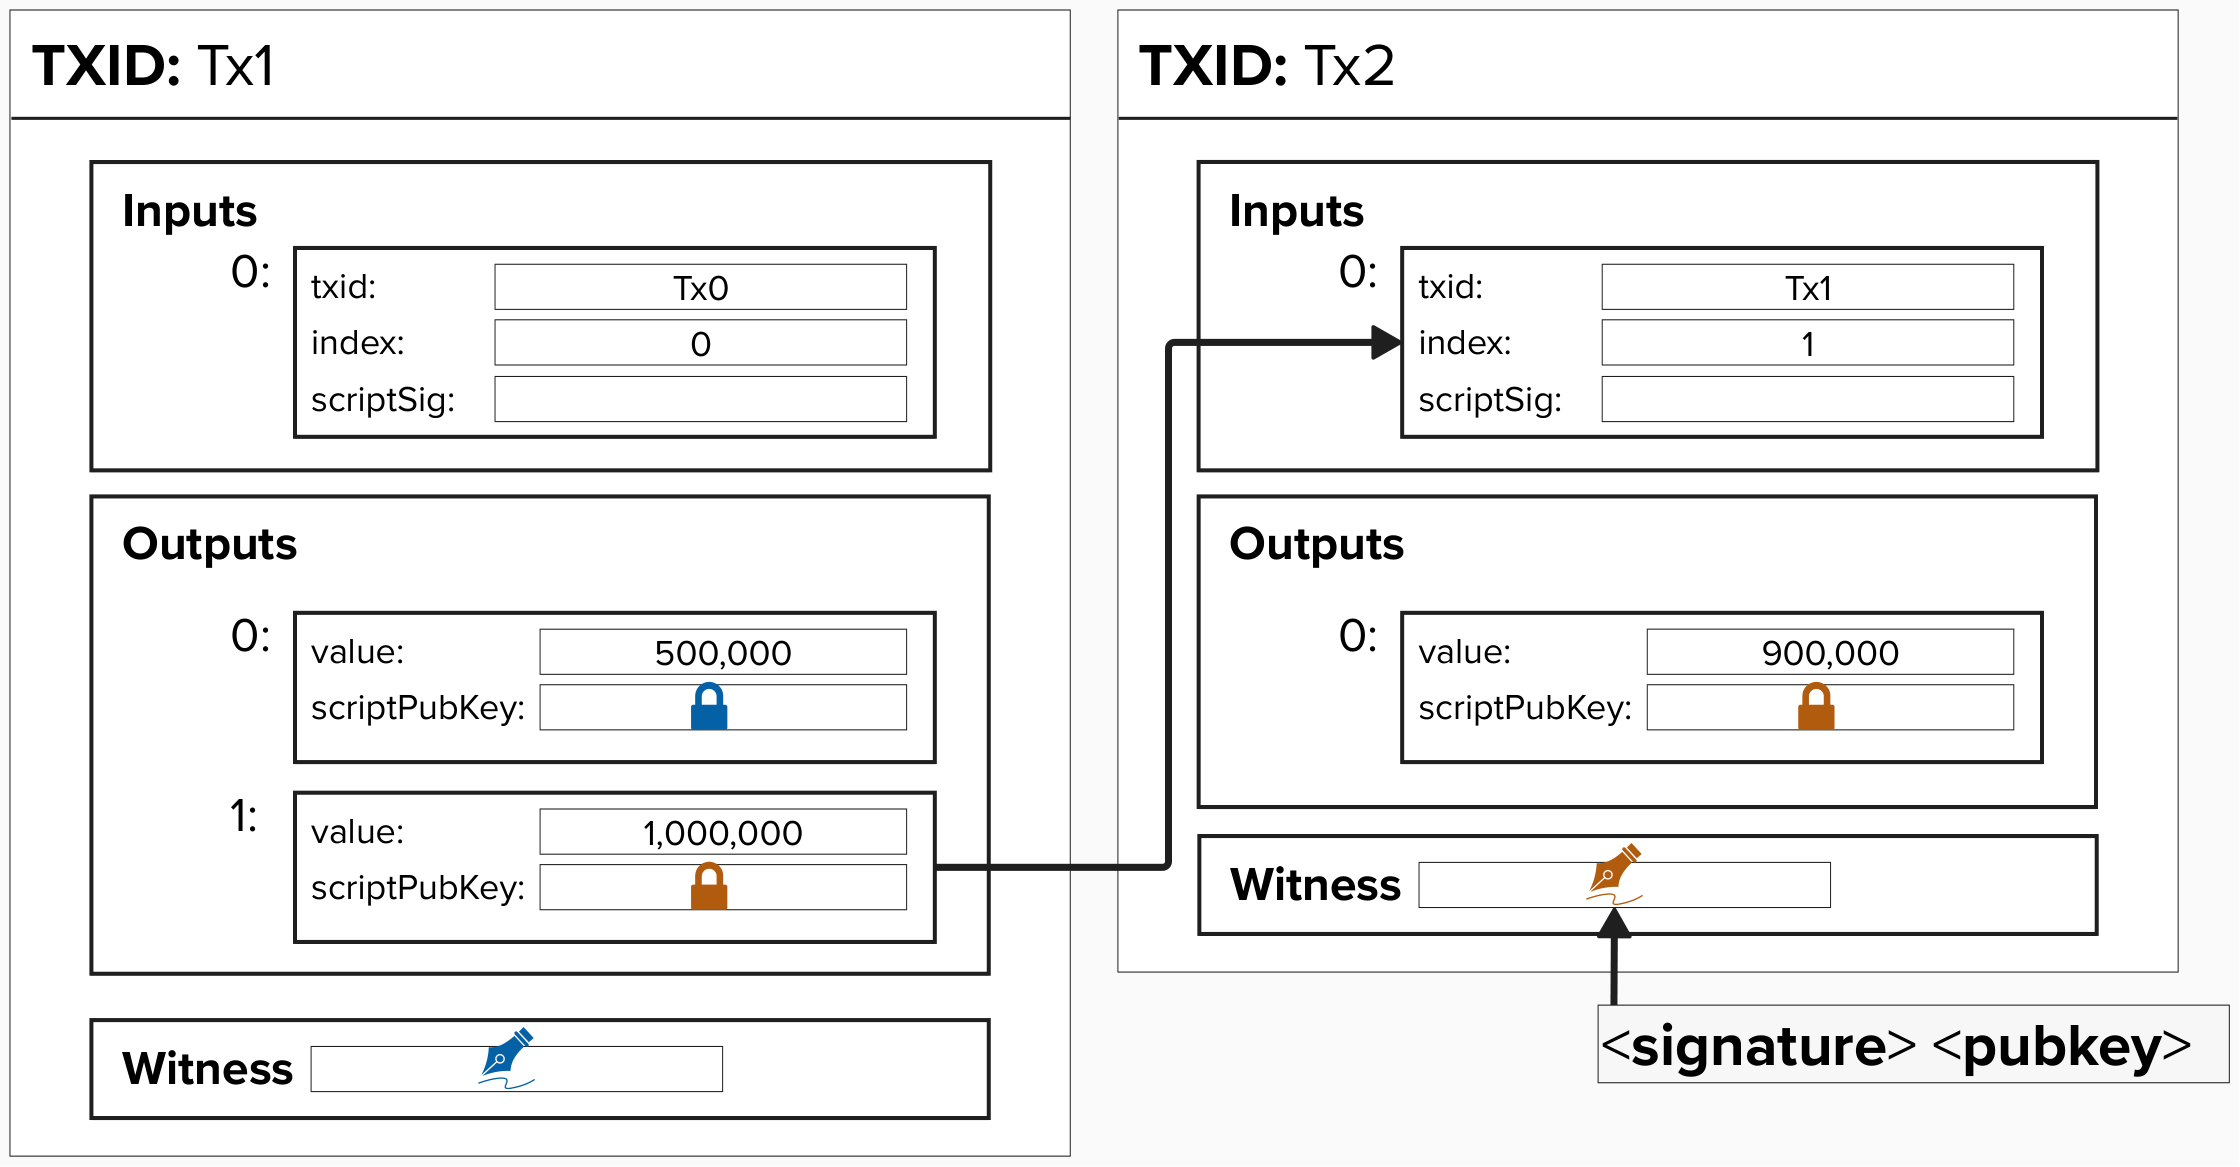 TXID: Tx1
Inputs
0:
txid: Tx0
index: 0
scriptSig:
Outputs
0:
value: 500,000
scriptPubKey:
1:
value: 1,000,000
scriptPubKey:
Witness
TXID: Tx2
Inputs
0:
txid: Tx1
index: 1
scriptSig:
Outputs
0:
value: 900,000
scriptPubKey:
Witness
<signature> <pubkey>